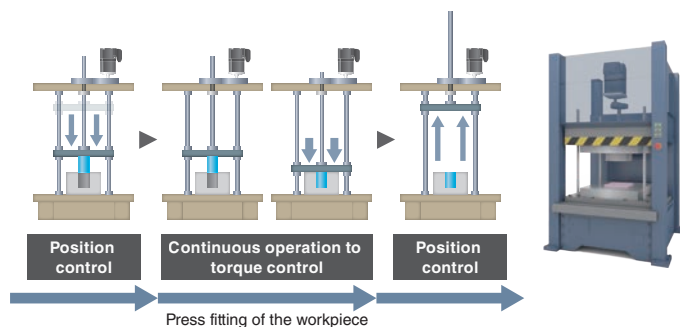 Position
control
Continuous operation to
torque control
Position
control
Press fitting of the workpiece